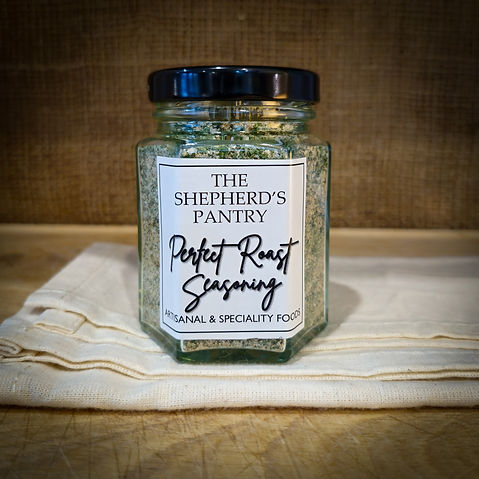 THE
SHEPHERD'S
PANTRY
Perfect Roast
Seasoning
ARTISANAL & SPECIALITY FOODS